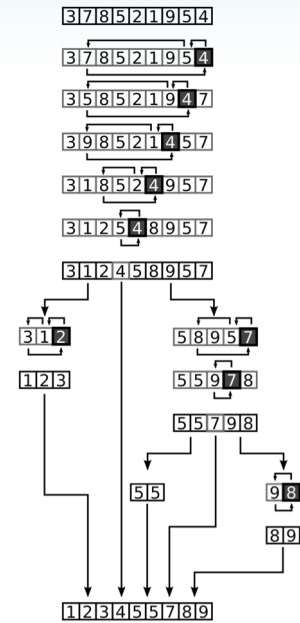 3 7 8 5 2 1 9 5 4
3 7 8 5 2 1 9 5 4
3 5 8 5 2 1 9 4 7
3 9 8 5 2 1 4 5 7
3 1 8 5 2 4 9 5 7
3 1 2 5 4 8 9 5 7
3 1 2 4 5 8 9 5 7
3 1 2
5 8 9 5 7
1 2 3
5 5 9 7 8
5 5 7 9 8
5 5
9 8
8 9
1 2 3 4 5 5 7 8 9